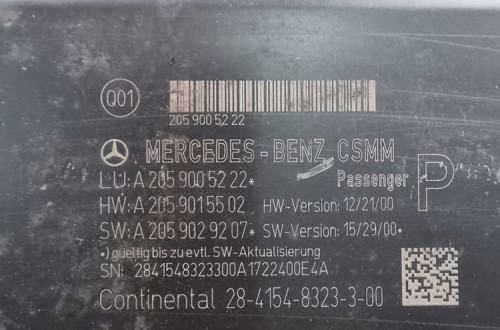 Q01
205 900 52 22
MERCEDES-BENZ CSMM
LU: A 205 900 52 22* Passenger P
HW: A 205 901 55 02 HW-Version: 12/21/00
SW: A 205 902 92 07* SW-Version: 15/29/00*
*) gueltig bis zu evtl. SW-Aktualisierung
SN: 2841548323300A1722400E4A
Continental 28-4154-8323-3-00